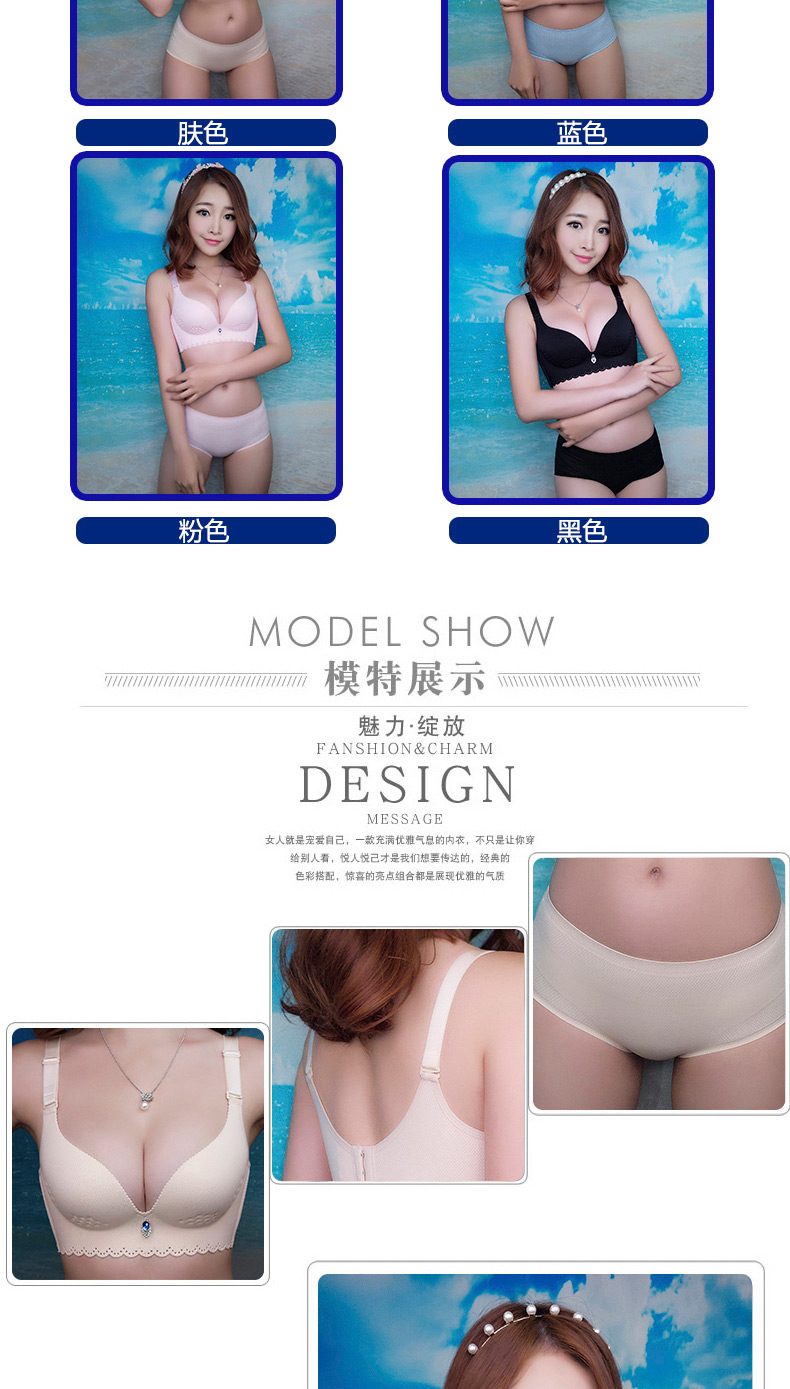 肤色
蓝色
粉色
黑色
MODEL SHOW
模特展示
魅力·绽放
FANSHION&CHARM
DESIGN
MESSAGE
女人就是宠爱自己，一款充满优雅气息的内衣，不只是让你穿
给别人看，悦人悦己才是我们想要传达的，经典的
色彩搭配，惊喜的亮点组合都是展现优雅的气质